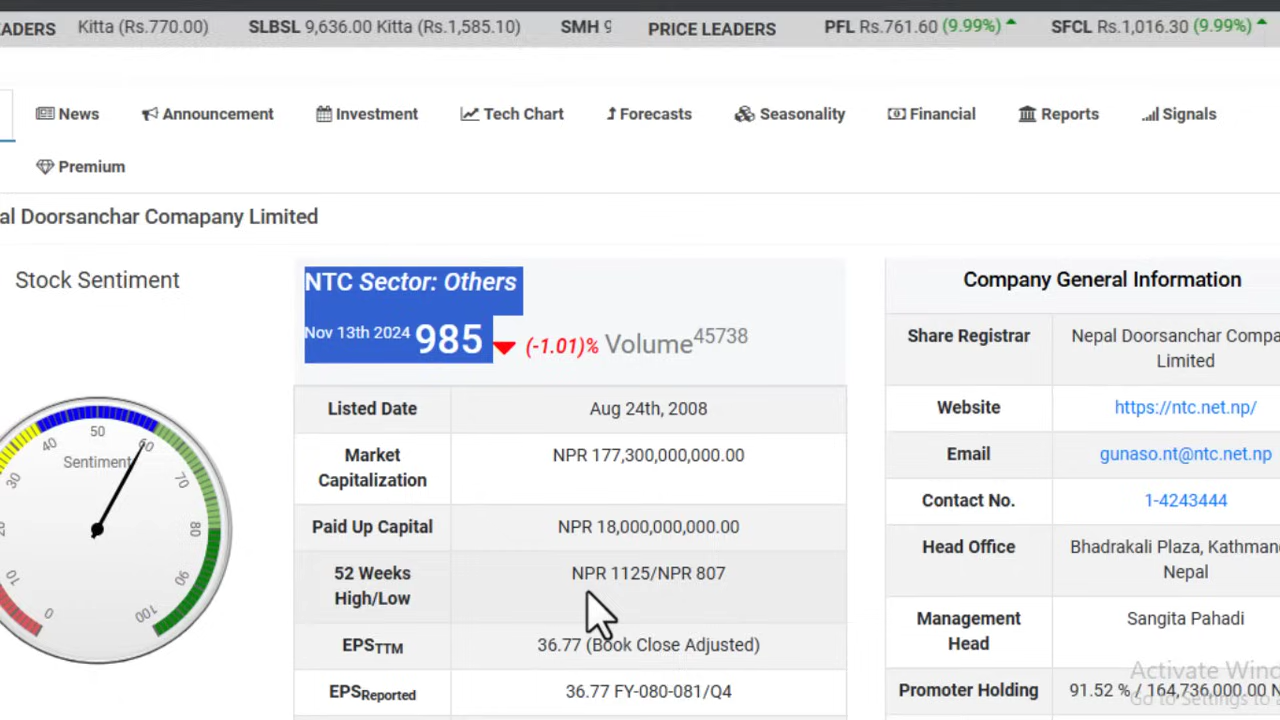 EADERS Kitta (Rs.770.00) SLBSL 9,636.00 Kitta (Rs.1,585.10) SMH 9 PRICE LEADERS PFL Rs.761.60 (9.99%) SFCL Rs.1,016.30 (9.99%)
News Announcement Investment Tech Chart Forecasts Seasonality Financial Reports Signals
Premium
al Doorsanchar Comapany Limited
Stock Sentiment
0 10 20 30 40 50 60 70 80 90 100
Sentiment
NTC Sector: Others
Nov 13th 2024 985 (-1.01)% Volume45738
Listed Date Aug 24th, 2008
Market Capitalization NPR 177,300,000,000.00
Paid Up Capital NPR 18,000,000,000.00
52 Weeks High/Low NPR 1125/NPR 807
EPSTTM 36.77 (Book Close Adjusted)
EPSReported 36.77 FY-080-081/Q4
Company General Information
Share Registrar Nepal Doorsanchar Compa
Limited
Website https://ntc.net.np/
Email gunaso.nt@ntc.net.np
Contact No. 1-4243444
Head Office Bhadrakali Plaza, Kathman
Nepal
Management Head Sangita Pahadi
Promoter Holding 91.52 % / 164,736,000.00 N
Activate Wind
Go to Settings to a